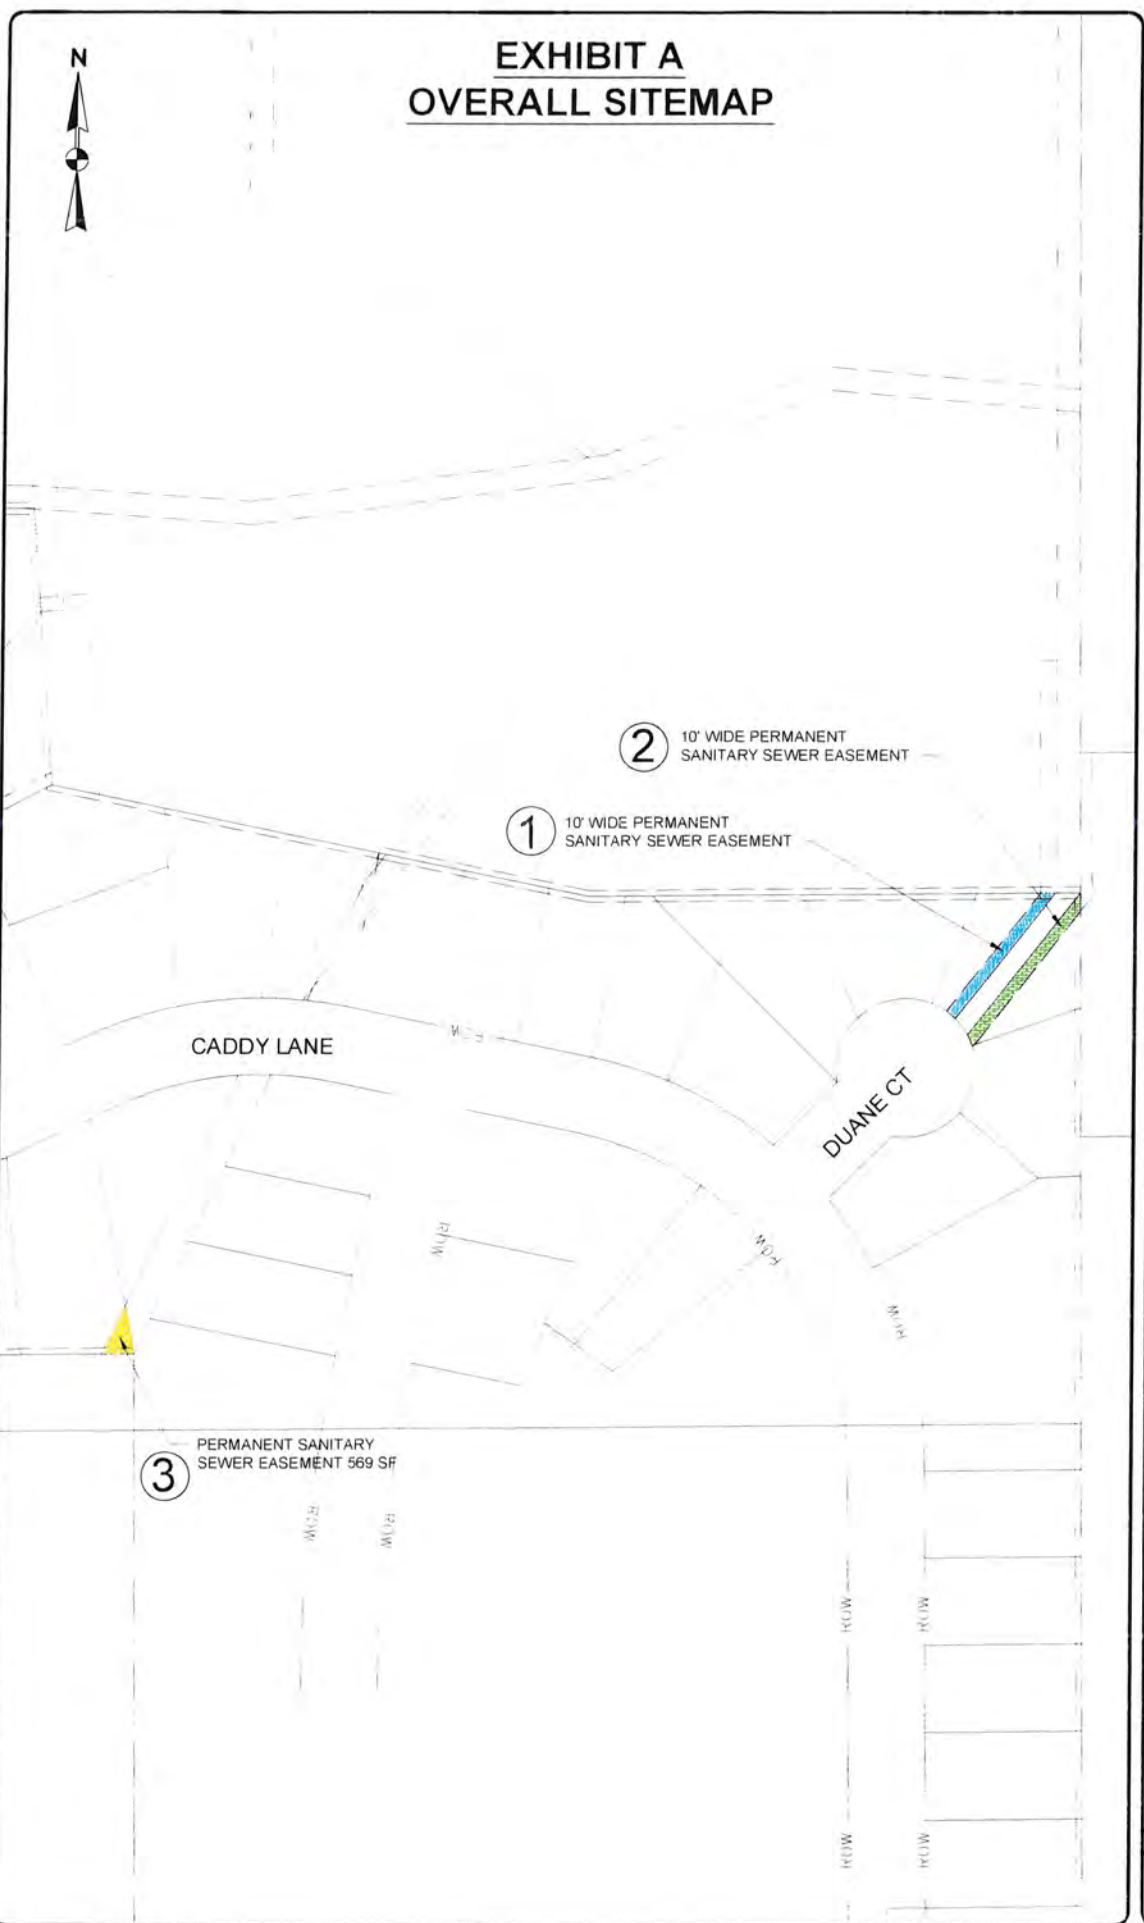 N
EXHIBIT A
OVERALL SITEMAP
2
10' WIDE PERMANENT
SANITARY SEWER EASEMENT
1
10' WIDE PERMANENT
SANITARY SEWER EASEMENT
ROW
CADDY LANE
DUANE CT
ROW
ROW
ROW
3
PERMANENT SANITARY
SEWER EASEMENT 569 SF
ROW
ROW
ROW
ROW
ROW
ROW